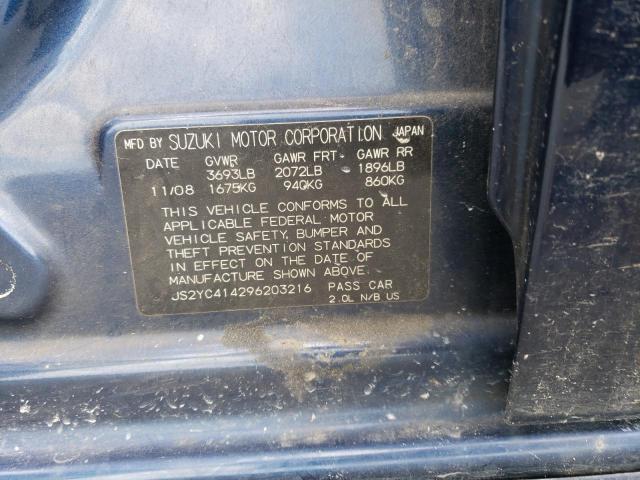 MFD BY SUZUKI MOTOR CORPORATION JAPAN
DATE GVWR GAWR FRT GAWR RR
3693LB 2072LB 1896LB
11/08 1675KG 940KG 860KG
THIS VEHICLE CONFORMS TO ALL
APPLICABLE FEDERAL MOTOR
VEHICLE SAFETY, BUMPER AND
THEFT PREVENTION STANDARDS
IN EFFECT ON THE DATE OF
MANUFACTURE SHOWN ABOVE.
JS2YC414296203216 PASS CAR
2.0L N/B US